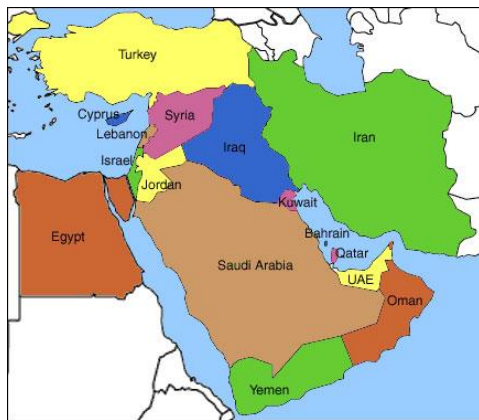 Turkey
Cyprus
Syria
Lebanon
Iran
Iraq
Israel
Jordan
Kuwait
Egypt
Bahrain
Qatar
Saudi Arabia
UAE
Oman
Yemen